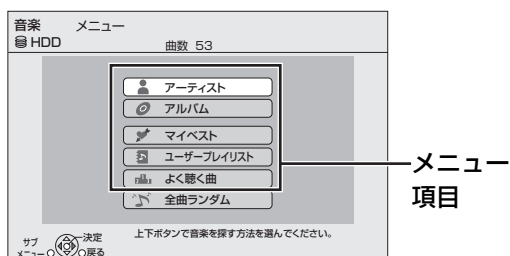 音楽 メニュー
HDD
曲数 53
アーティスト
アルバム
マイベスト
ユーザープレイリスト
よく聴く曲
全曲ランダム
メニュー
項目
上下ボタンで音楽を探す方法を選んでください。
サブ
メニュー
決定
戻る